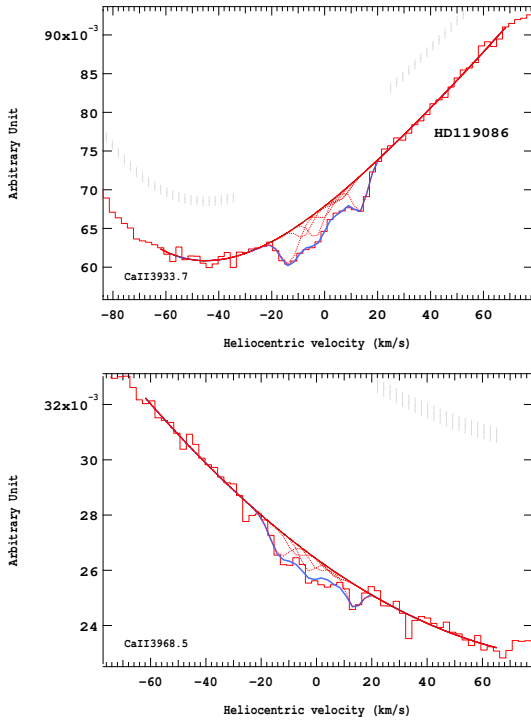 90x10-3
85
80
75
70
65
60
Arbitrary Unit
HD119086
CaII3933.7
-80 -60 -40 -20 0 20 40 60
Heliocentric velocity (km/s)
32x10-3
30
28
26
24
Arbitrary Unit
CaII3968.5
-60 -40 -20 0 20 40 60
Heliocentric velocity (km/s)